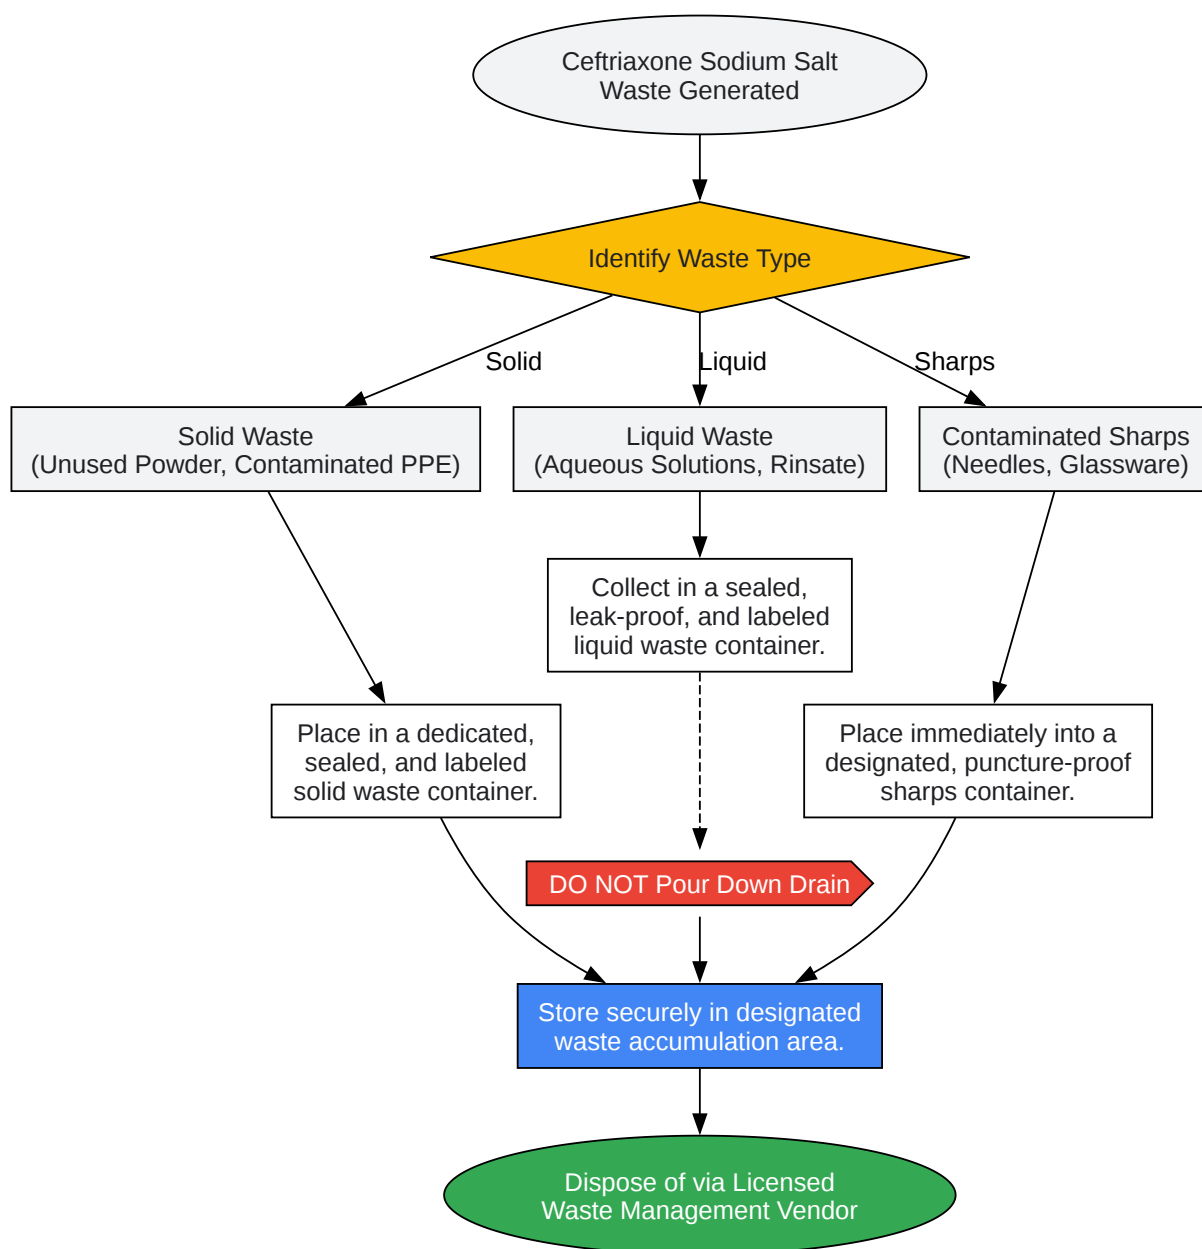 Ceftriaxone Sodium Salt
Waste Generated
Identify Waste Type
Solid
Liquid
Sharps
Solid Waste
(Unused Powder, Contaminated PPE)
Liquid Waste
(Aqueous Solutions, Rinsate)
Contaminated Sharps
(Needles, Glassware)
Collect in a sealed,
leak-proof, and labeled
liquid waste container.
Place in a dedicated,
sealed, and labeled
solid waste container.
Place immediately into a
designated, puncture-proof
sharps container.
DO NOT Pour Down Drain
Store securely in designated
waste accumulation area.
Dispose of via Licensed
Waste Management Vendor